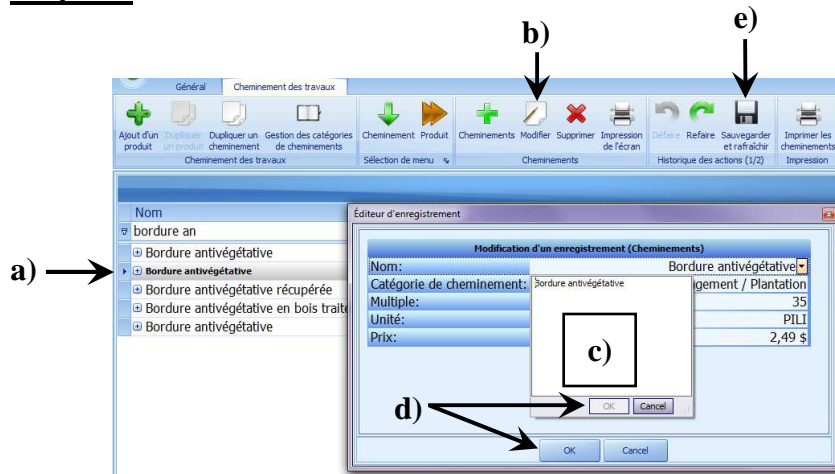 b)
e)
Général
Cheminement des travaux
Ajout d'un produit
Dupliquer un produit
Dupliquer un cheminement
Gestion des catégories de cheminements
Cheminement des travaux
Cheminement
Produit
Sélection de menu
Cheminements
Modifier
Supprimer
Impression de l'écran
Cheminements
Défaire
Refaire
Sauvegarder et rafraîchir
Historique des actions (1/2)
Imprimer les cheminements
Impression
Nom
bordure an
a)
Bordure antivégétative
Bordure antivégétative
Bordure antivégétative récupérée
Bordure antivégétative en bois traite
Bordure antivégétative
Éditeur d'enregistrement
Modification d'un enregistrement (Cheminements)
Nom: Bordure antivégétative
Catégorie de cheminement: gement / Plantation
Multiple: 35
Unité: PILI
Prix: 2,49 $
Bordure antivégétative
c)
OK Cancel
d)
OK Cancel